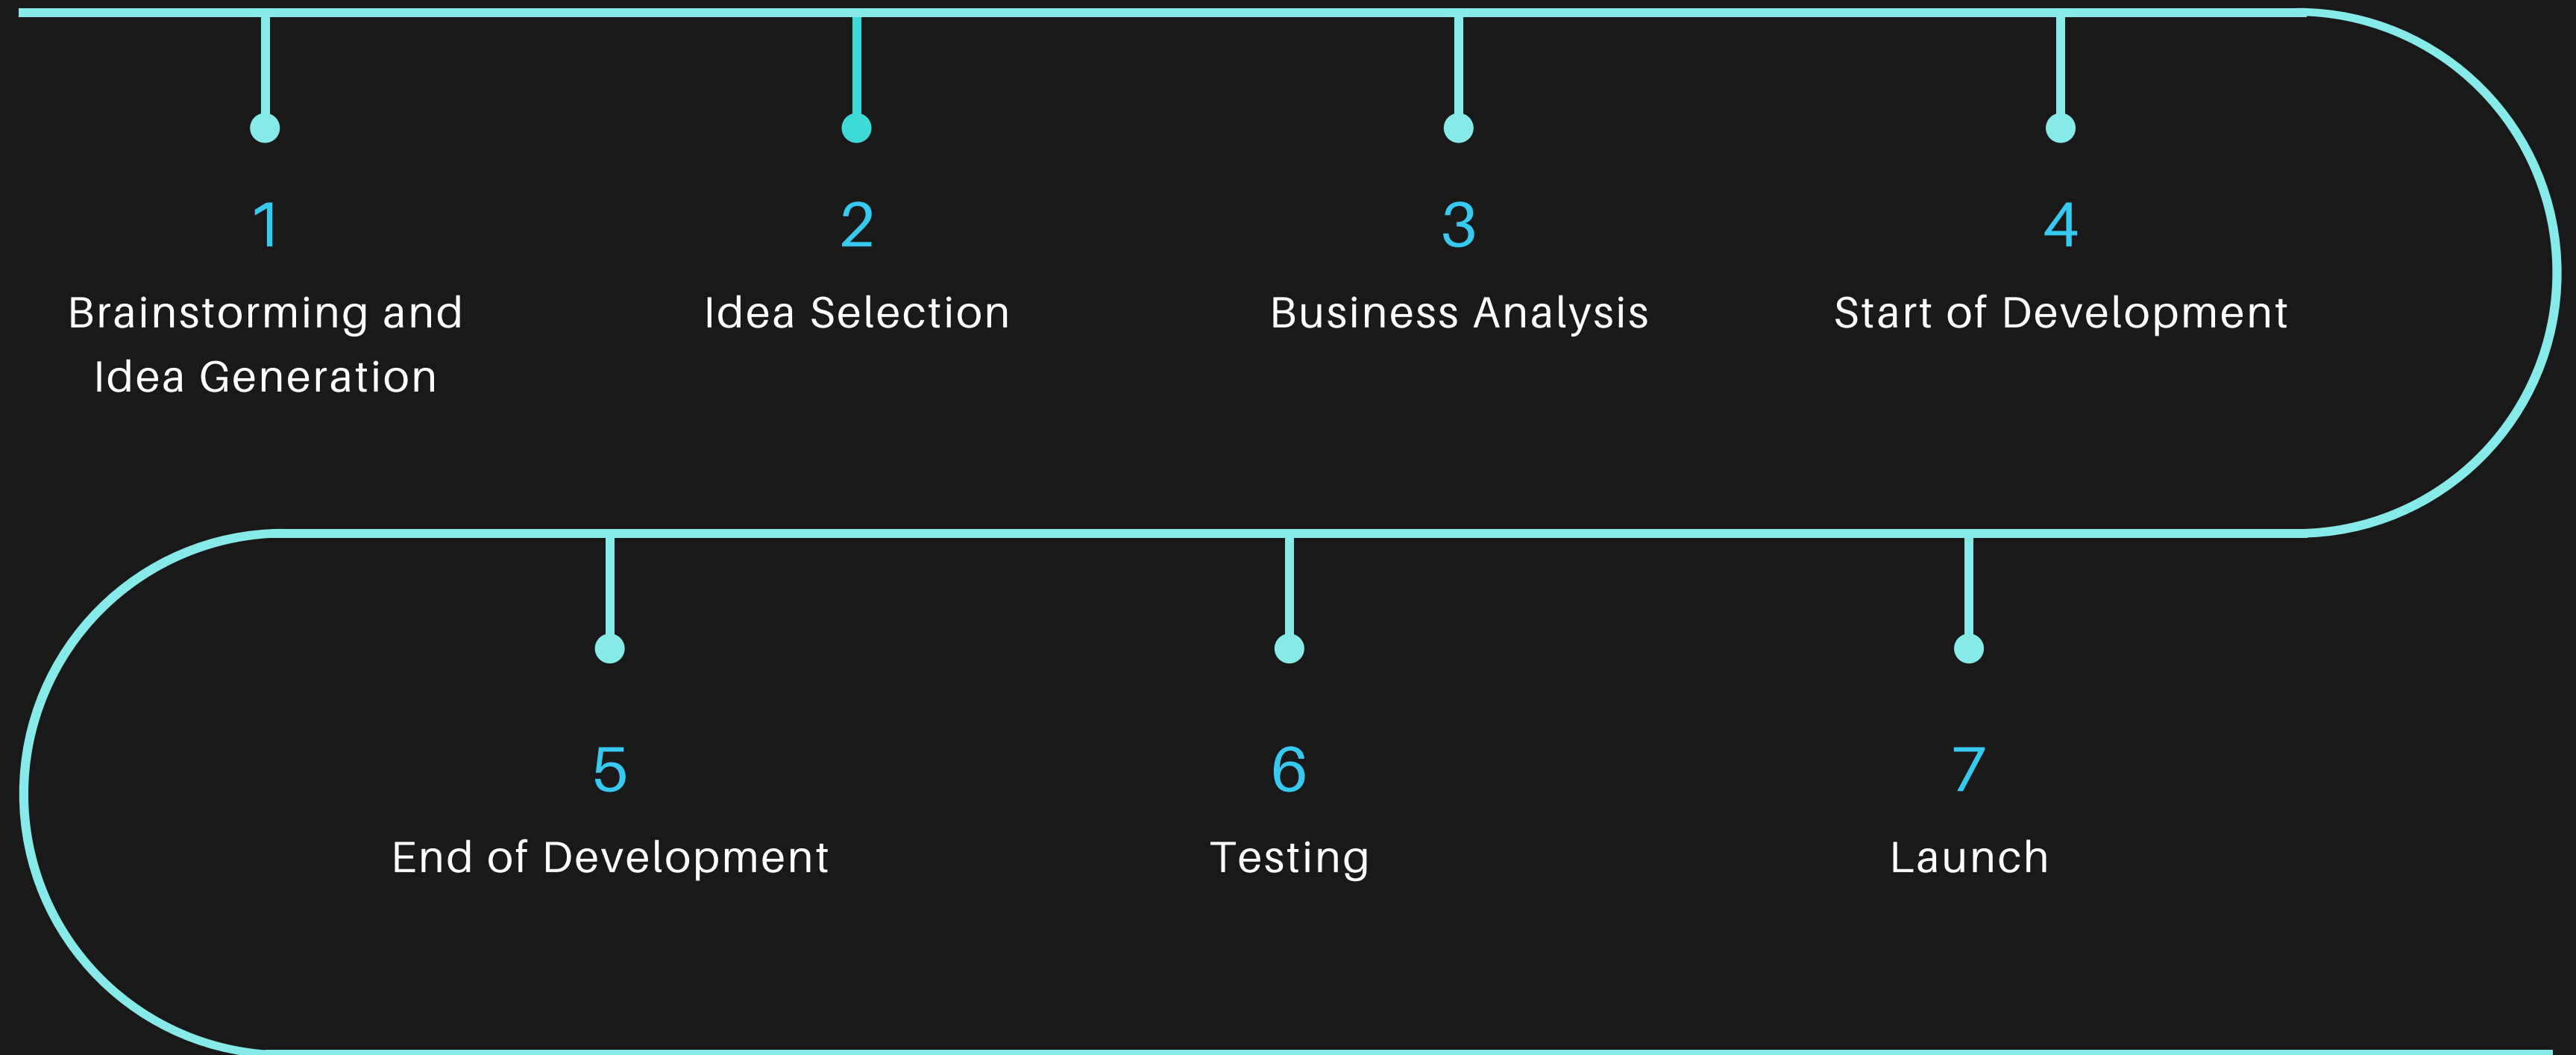 1
Brainstorming and
Idea Generation
2
Idea Selection
3
Business Analysis
4
Start of Development
5
End of Development
6
Testing
7
Launch